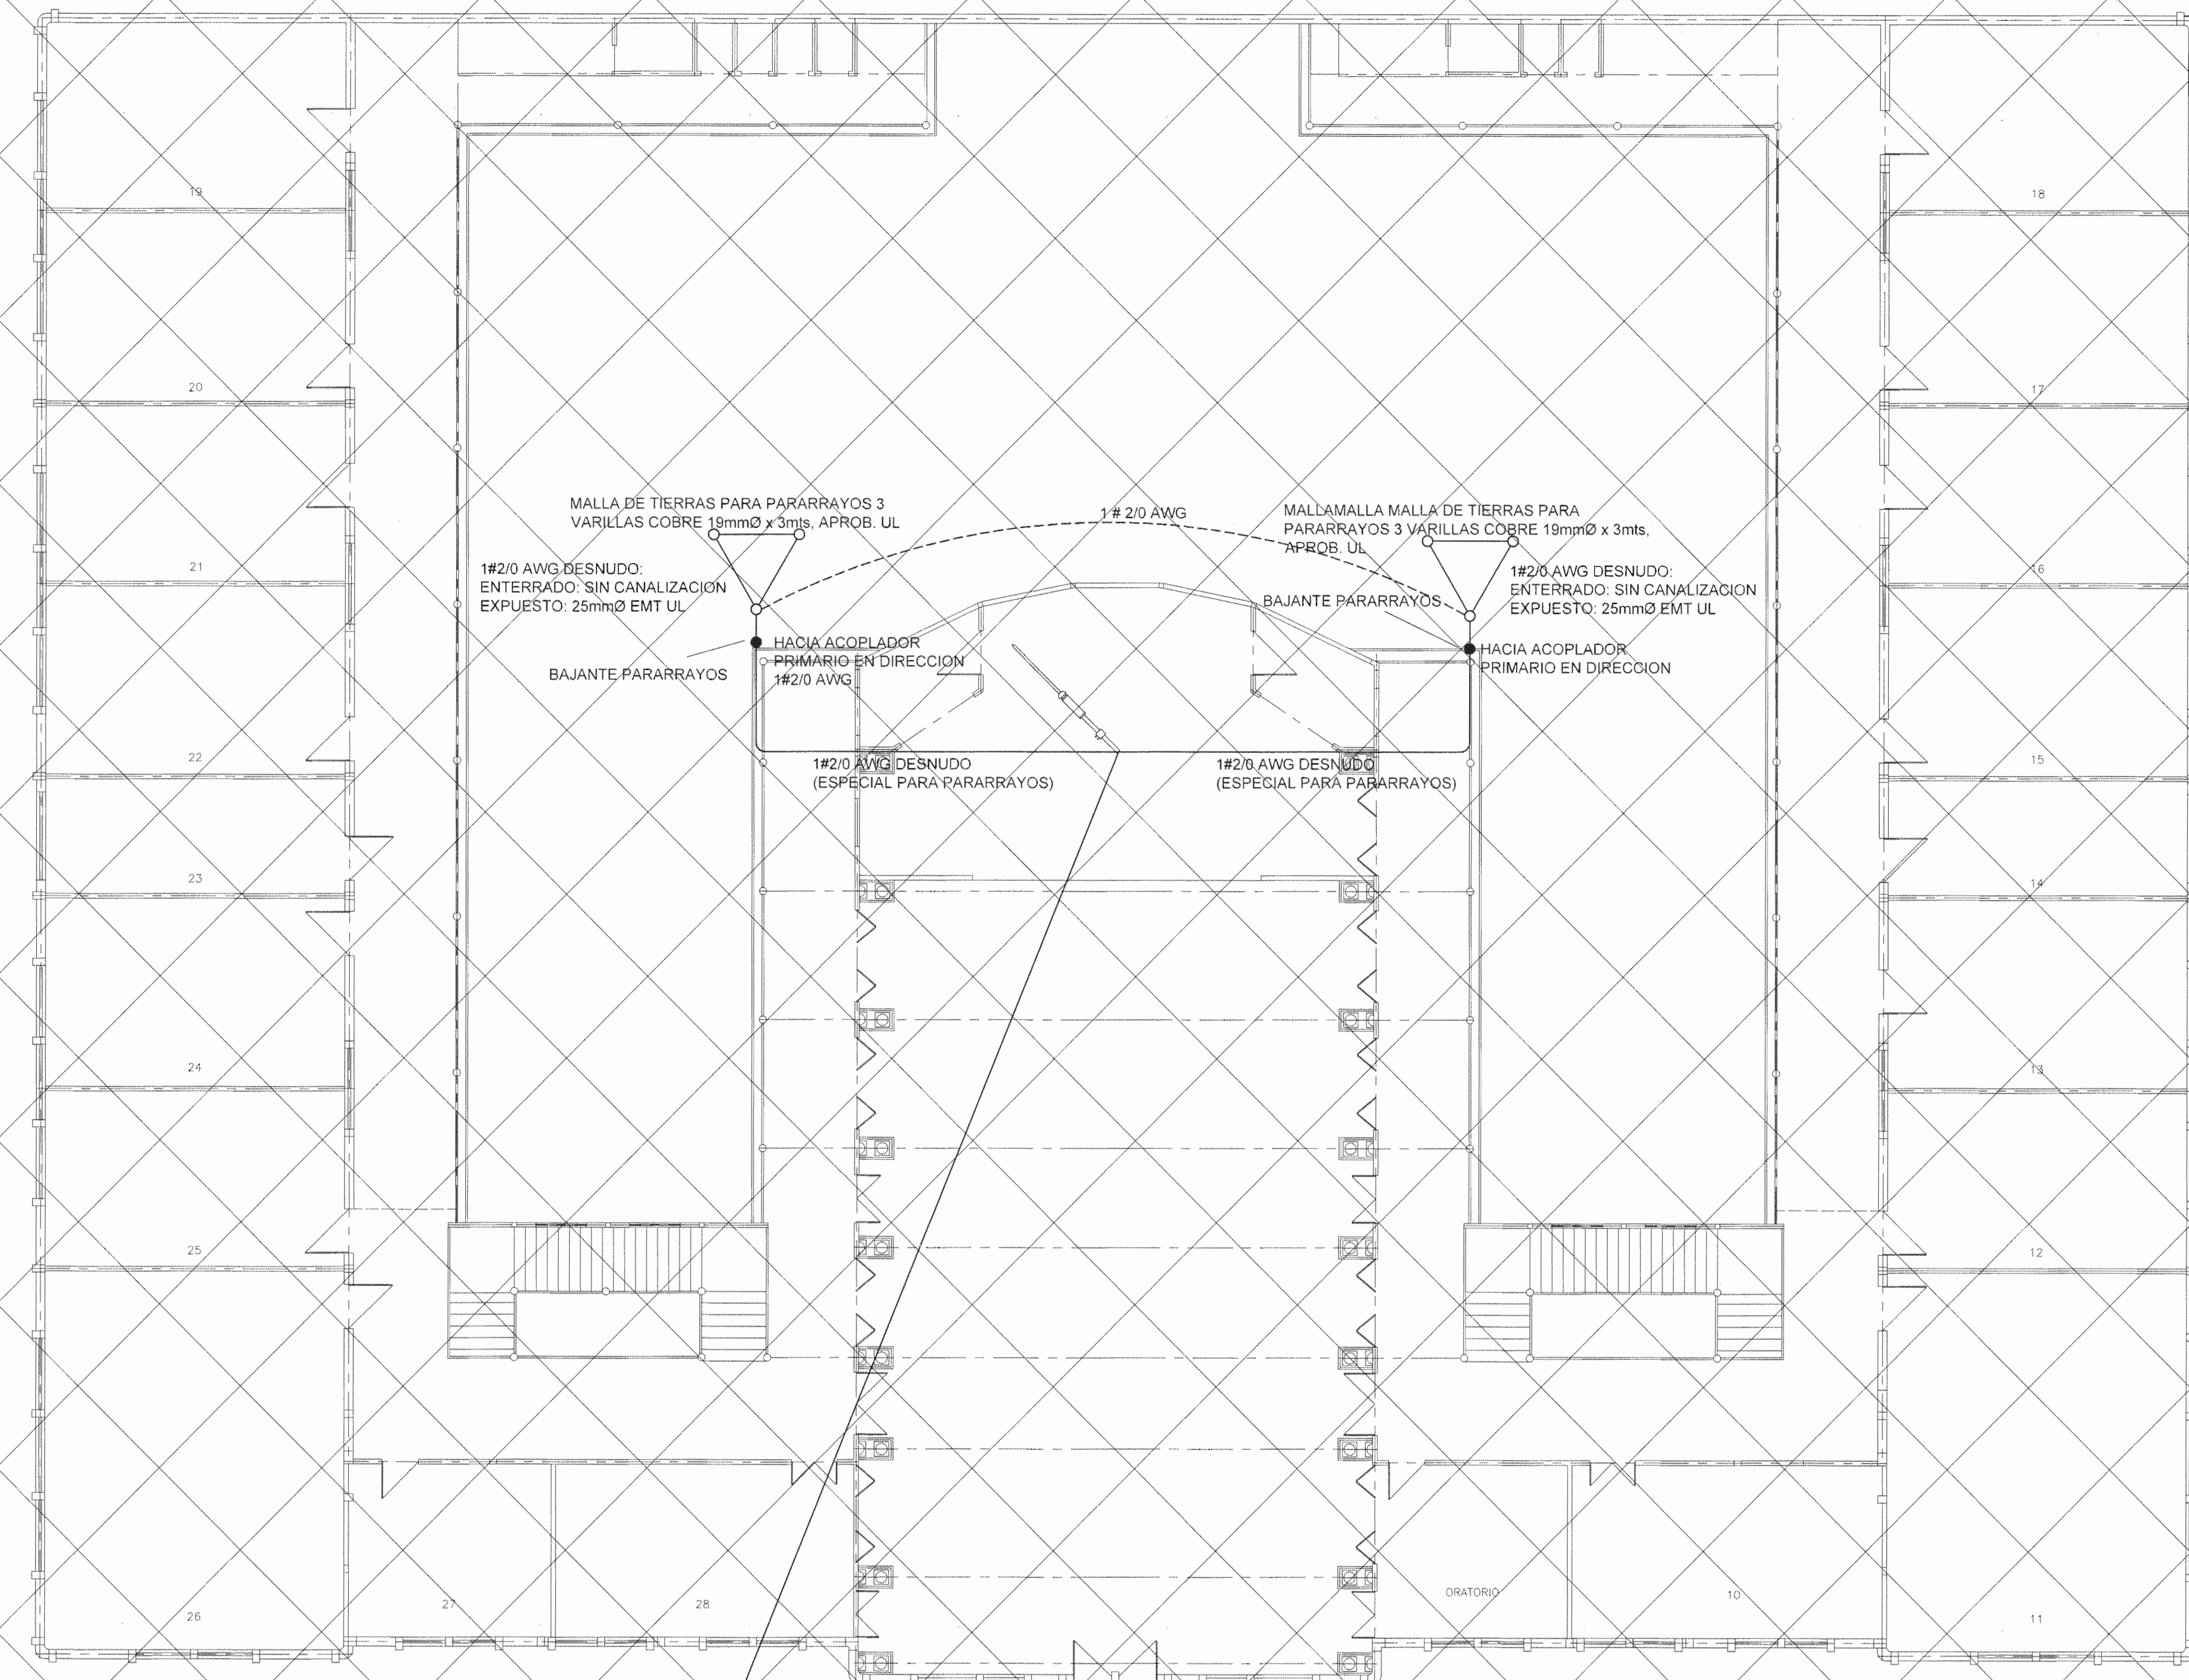 19
18
20
17
MALLA DE TIERRAS PARA PARARRAYOS 3
VARILLAS COBRE 19mmØ x 3mts, APROB. UL
1 # 2/0 AWG
MALLAMALLA MALLA DE TIERRAS PARA
PARARRAYOS 3 VARILLAS COBRE 19mmØ x 3mts,
APROB. UL
21
16
1#2/0 AWG DESNUDO:
ENTERRADO: SIN CANALIZACION
EXPUESTO: 25mmØ EMT UL
1#2/0 AWG DESNUDO:
ENTERRADO: SIN CANALIZACION
EXPUESTO: 25mmØ EMT UL
BAJANTE PARARRAYOS
HACIA ACOPLADOR
PRIMARIO EN DIRECCION
1#2/0 AWG
BAJANTE PARARRAYOS
HACIA ACOPLADOR
PRIMARIO EN DIRECCION
22
15
1#2/0 AWG DESNUDO
(ESPECIAL PARA PARARRAYOS)
1#2/0 AWG DESNUDO
(ESPECIAL PARA PARARRAYOS)
23
14
24
13
25
12
26
27
28
ORATORIO
10
11